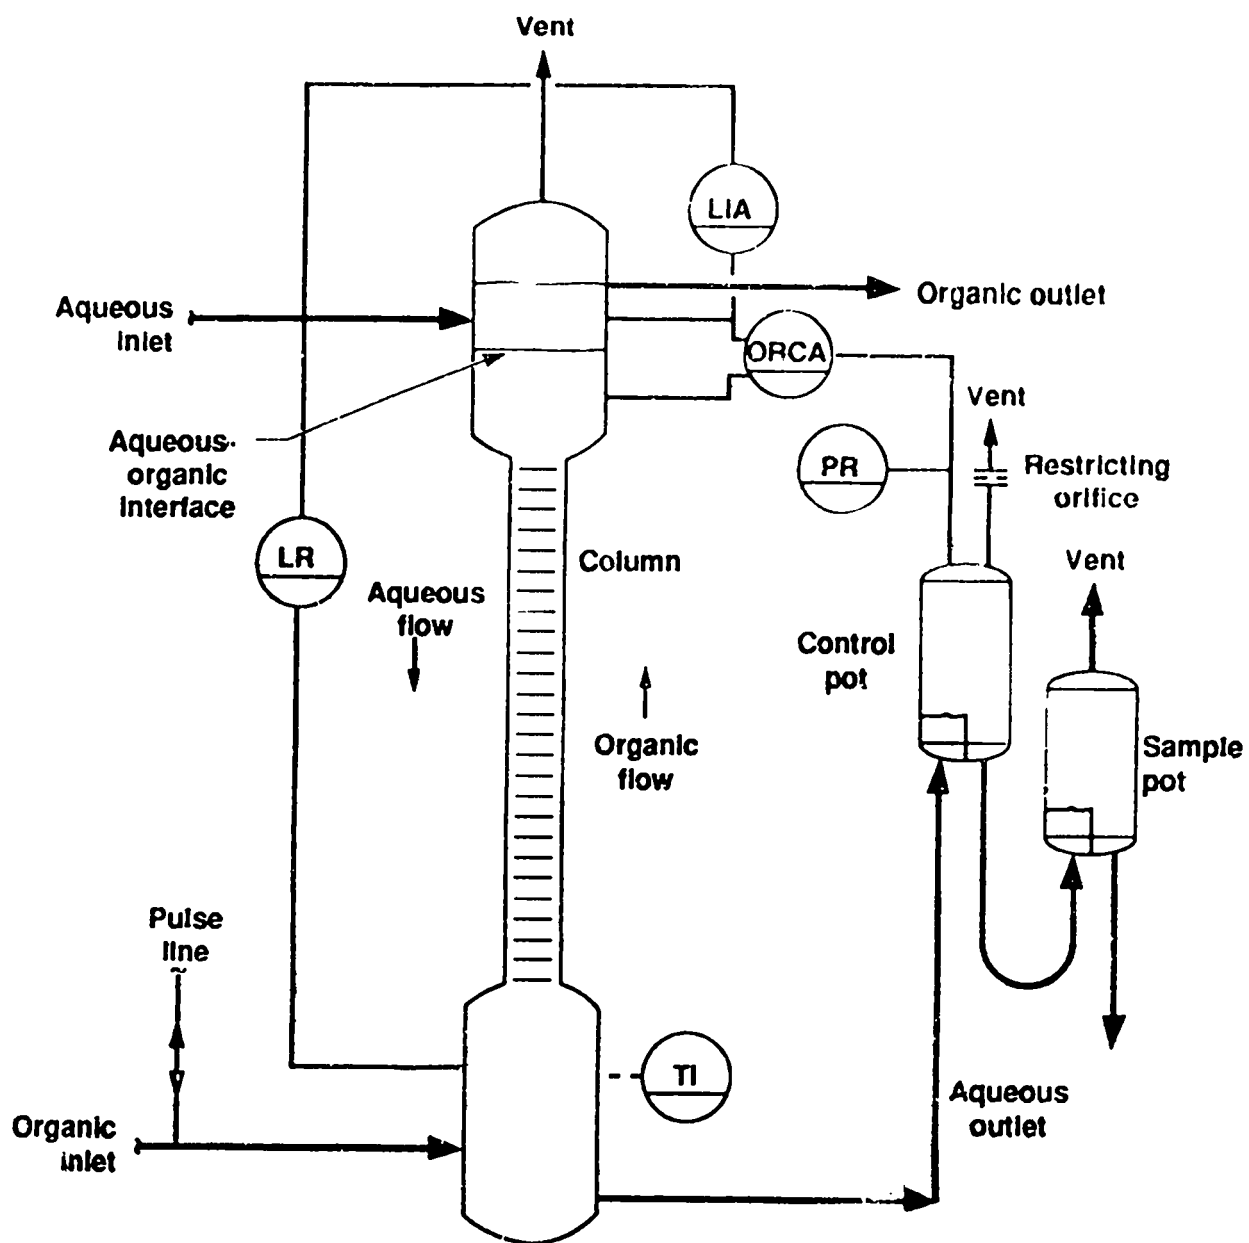 Vent
LIA
Aqueous
inlet
Organic outlet
ORCA
Vent
Aqueous-
organic
interface
PR
Restricting
orifice
LR
Column
Vent
Aqueous
flow
Control
pot
Organic
flow
Sample
pot
Pulse
line
TI
Aqueous
outlet
Organic
inlet